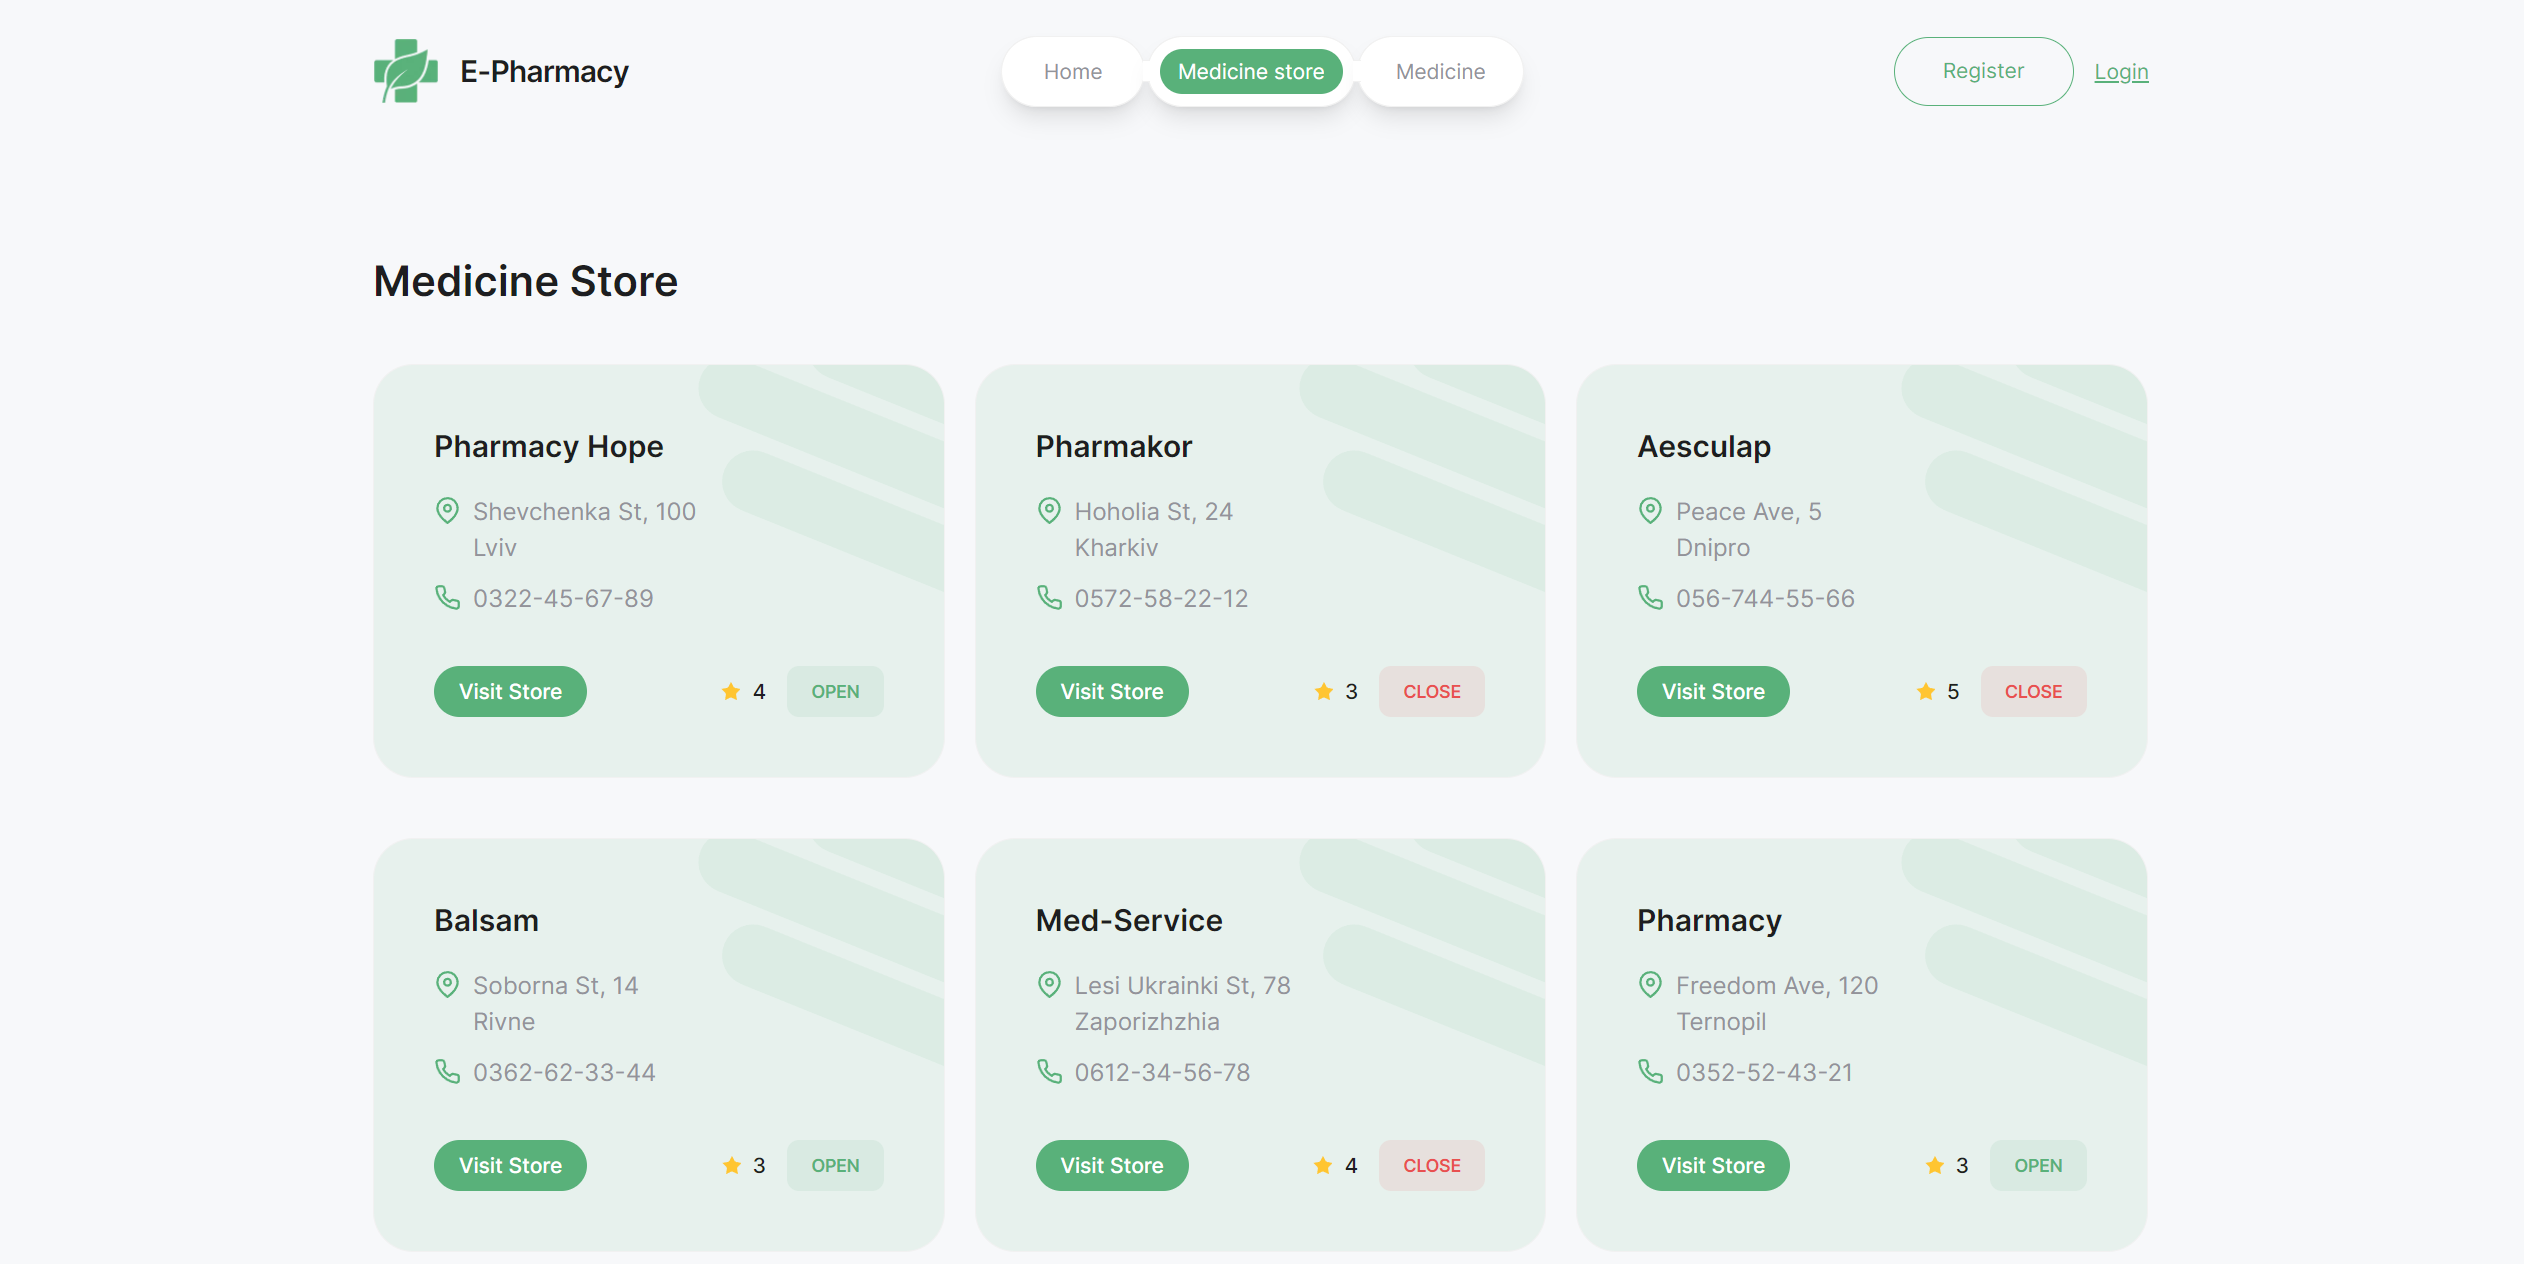 E-Pharmacy
Home
Medicine store
Medicine
Register
Login
Medicine Store
Pharmacy Hope
Shevchenka St, 100
Lviv
0322-45-67-89
Visit Store
4
OPEN
Pharmakor
Hoholia St, 24
Kharkiv
0572-58-22-12
Visit Store
3
CLOSE
Aesculap
Peace Ave, 5
Dnipro
056-744-55-66
Visit Store
5
CLOSE
Balsam
Soborna St, 14
Rivne
0362-62-33-44
Visit Store
3
OPEN
Med-Service
Lesi Ukrainki St, 78
Zaporizhzhia
0612-34-56-78
Visit Store
4
CLOSE
Pharmacy
Freedom Ave, 120
Ternopil
0352-52-43-21
Visit Store
3
OPEN